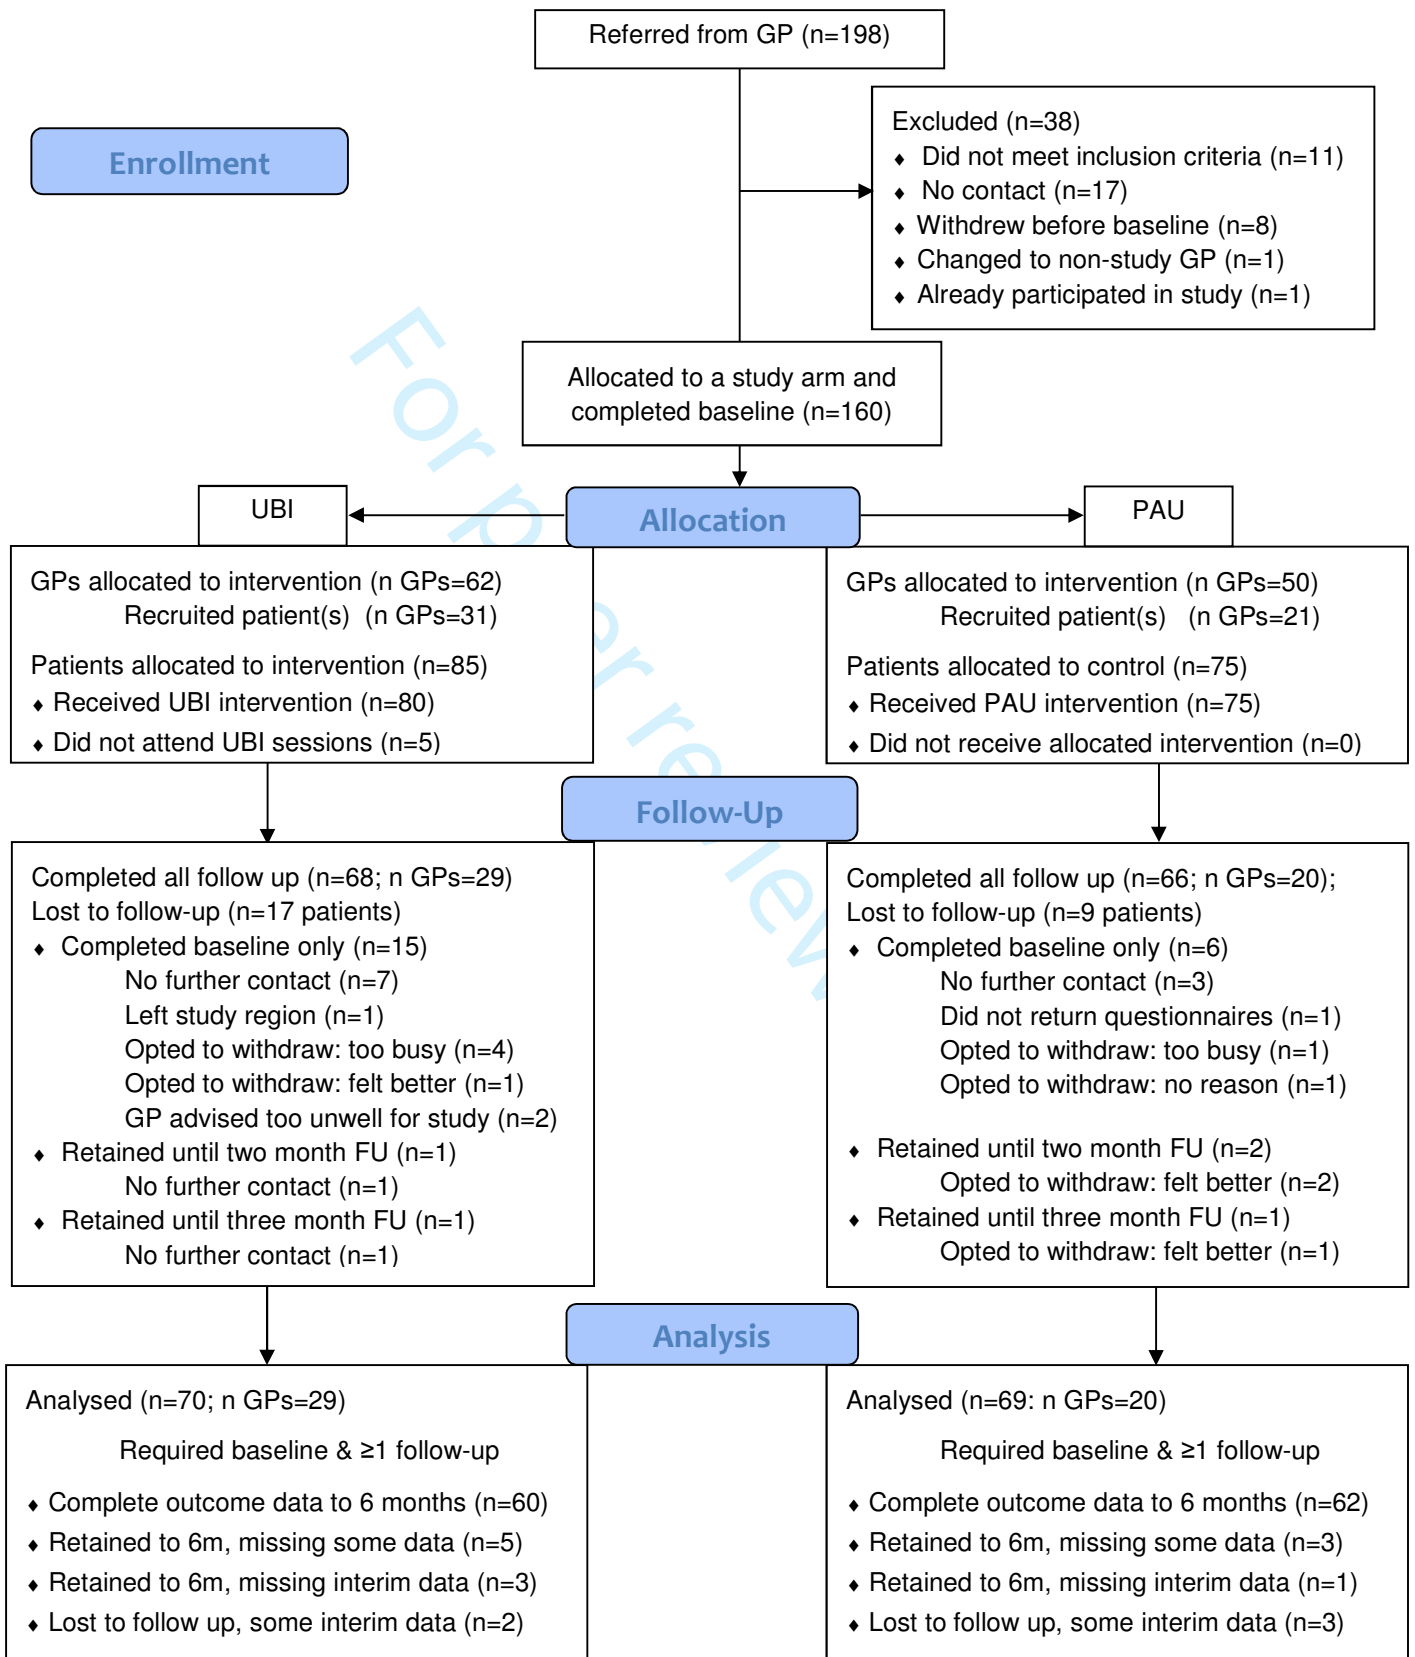 Referred from GP (n=198)
Enrollment
Excluded (n=38)
♦ Did not meet inclusion criteria (n=11)
♦ No contact (n=17)
♦ Withdrew before baseline (n=8)
♦ Changed to non-study GP (n=1)
♦ Already participated in study (n=1)
Allocated to a study arm and
completed baseline (n=160)
UBI
Allocation
PAU
GPs allocated to intervention (n GPs=62)
Recruited patient(s) (n GPs=31)
Patients allocated to intervention (n=85)
♦ Received UBI intervention (n=80)
♦ Did not attend UBI sessions (n=5)
GPs allocated to intervention (n GPs=50)
Recruited patient(s) (n GPs=21)
Patients allocated to control (n=75)
♦ Received PAU intervention (n=75)
♦ Did not receive allocated intervention (n=0)
Follow-Up
Completed all follow up (n=68; n GPs=29)
Lost to follow-up (n=17 patients)
♦ Completed baseline only (n=15)
No further contact (n=7)
Left study region (n=1)
Opted to withdraw: too busy (n=4)
Opted to withdraw: felt better (n=1)
GP advised too unwell for study (n=2)
♦ Retained until two month FU (n=1)
No further contact (n=1)
♦ Retained until three month FU (n=1)
No further contact (n=1)
Completed all follow up (n=66; n GPs=20);
Lost to follow-up (n=9 patients)
♦ Completed baseline only (n=6)
No further contact (n=3)
Did not return questionnaires (n=1)
Opted to withdraw: too busy (n=1)
Opted to withdraw: no reason (n=1)
♦ Retained until two month FU (n=2)
Opted to withdraw: felt better (n=2)
♦ Retained until three month FU (n=1)
Opted to withdraw: felt better (n=1)
Analysis
Analysed (n=70; n GPs=29)
Required baseline & ≥1 follow-up
♦ Complete outcome data to 6 months (n=60)
♦ Retained to 6m, missing some data (n=5)
♦ Retained to 6m, missing interim data (n=3)
♦ Lost to follow up, some interim data (n=2)
Analysed (n=69: n GPs=20)
Required baseline & ≥1 follow-up
♦ Complete outcome data to 6 months (n=62)
♦ Retained to 6m, missing some data (n=3)
♦ Retained to 6m, missing interim data (n=1)
♦ Lost to follow up, some interim data (n=3)
For peer review